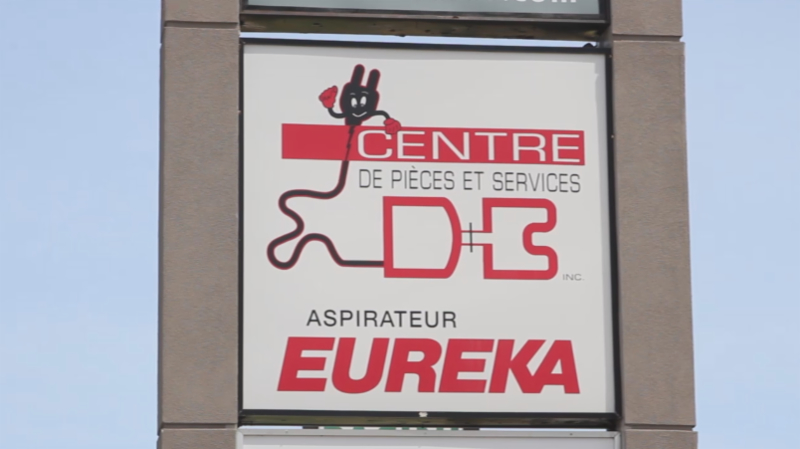 CENTRE
DE PIÈCES ET SERVICES
D+B
INC.
ASPIRATEUR
EUREKA